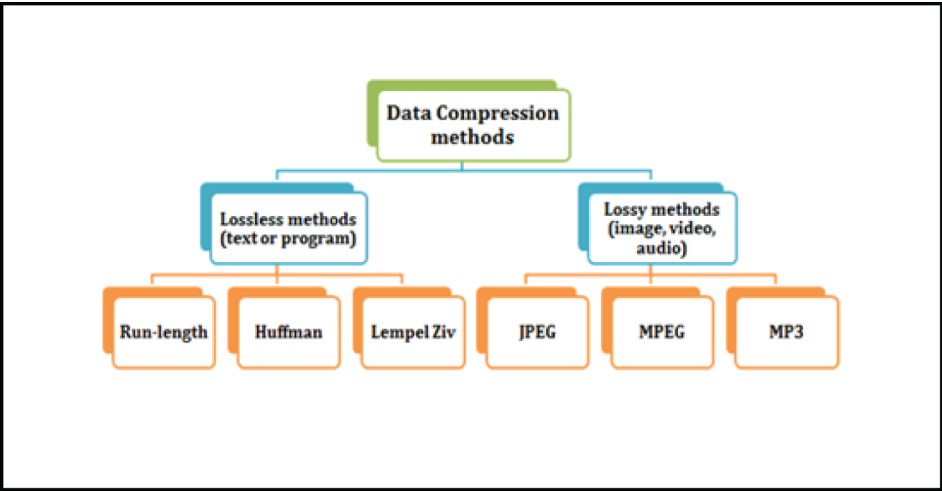 Data Compression
methods
Lossless methods
(text or program)
Lossy methods
(image, video,
audio)
Run-length
Huffman
Lempel Ziv
JPEG
MPEG
MP3